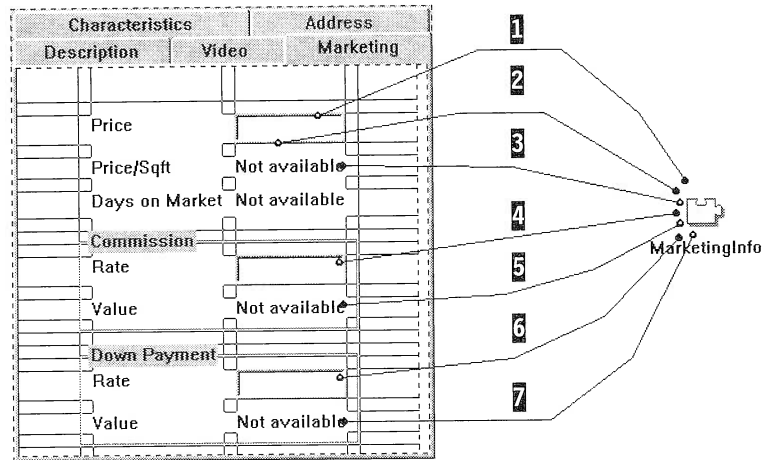 Characteristics Address
Description Video Marketing
Price
Price/Sqft Not available
Days on Market Not available
Commission
Rate
Value Not available
Down Payment
Rate
Value Not available
1
2
3
4
5
6
7
MarketingInfo